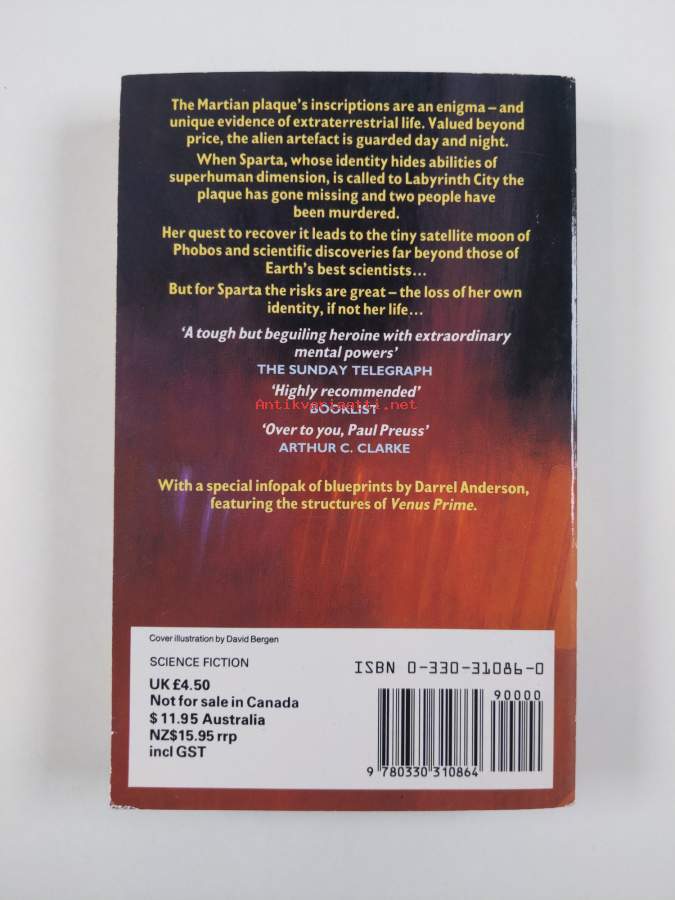 The Martian plaque's inscriptions are an enigma – and
unique evidence of extraterrestrial life. Valued beyond
price, the alien artefact is guarded day and night.
When Sparta, whose identity hides abilities of
superhuman dimension, is called to Labyrinth City the
plaque has gone missing and two people have
been murdered.
Her quest to recover it leads to the tiny satellite moon of
Phobos and scientific discoveries far beyond those of
Earth's best scientists...
But for Sparta the risks are great – the loss of her own
identity, if not her life...
'A tough but beguiling heroine with extraordinary
mental powers'
THE SUNDAY TELEGRAPH
'Highly recommended'
Antikvariaatti.net
BOOKLIST
'Over to you, Paul Preuss'
ARTHUR C. CLARKE
With a special infopak of blueprints by Darrel Anderson,
featuring the structures of Venus Prime.
Cover illustration by David Bergen
SCIENCE FICTION
UK £4.50
Not for sale in Canada
$ 11.95 Australia
NZ$15.95 rrp
incl GST
ISBN 0-330-31086-0
90000
9 780330 310864